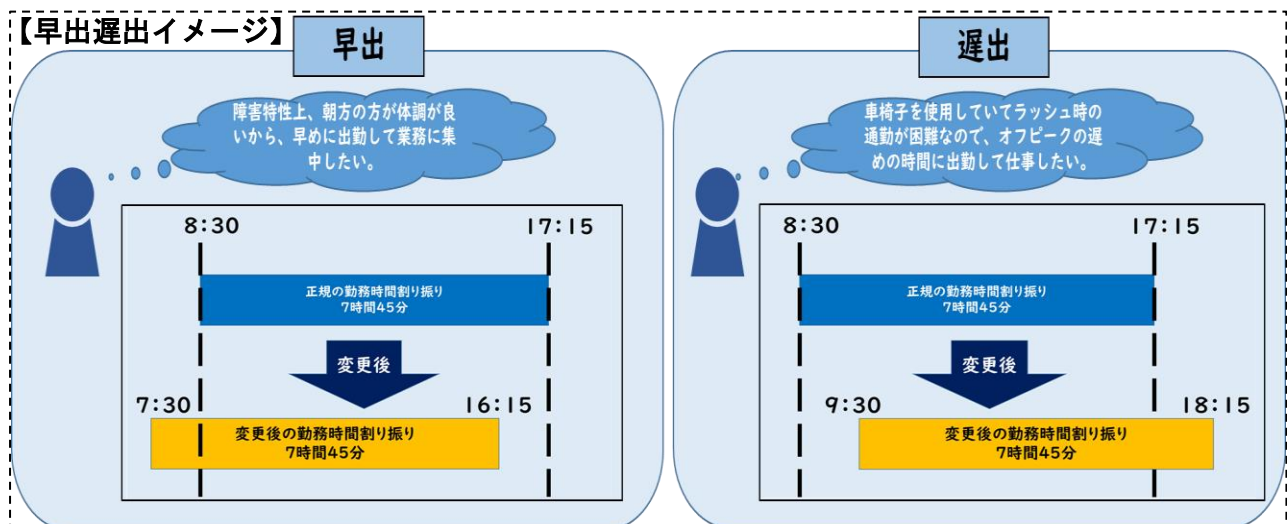 【早出遅出イメージ】
早出
障害特性上、朝方の方が体調が良
いから、早めに出勤して業務に集
中したい。
8:30
17:15
正規の勤務時間割り振り
7時間45分
変更後
7:30
16:15
変更後の勤務時間割り振り
7時間45分
遅出
車椅子を使用していてラッシュ時の
通勤が困難なので、オフピークの遅
めの時間に出勤して仕事したい。
8:30
17:15
正規の勤務時間割り振り
7時間45分
変更後
9:30
18:15
変更後の勤務時間割り振り
7時間45分